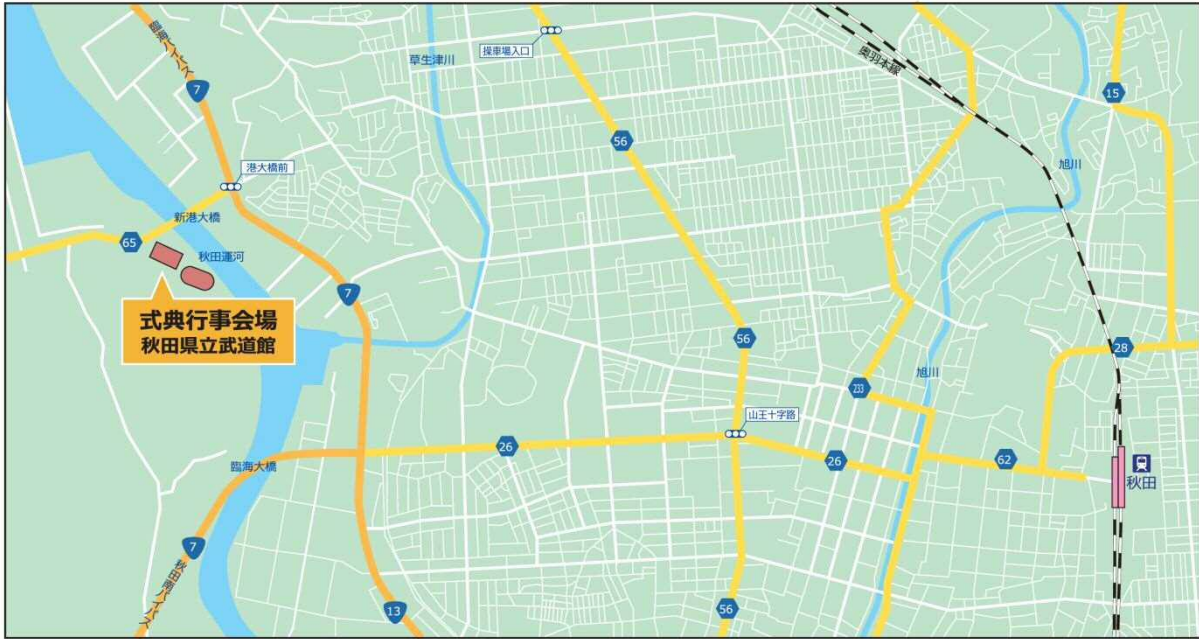 臨海バイパス
7
草生津川
操車場入口
奥羽本線
15
56
旭川
港大橋前
新港大橋
65
秋田運河
7
式典行事会場
秋田県立武道館
56
28
旭川
233
山王十字路
臨海大橋
26
26
62
秋田
7
秋田南バイパス
13
56